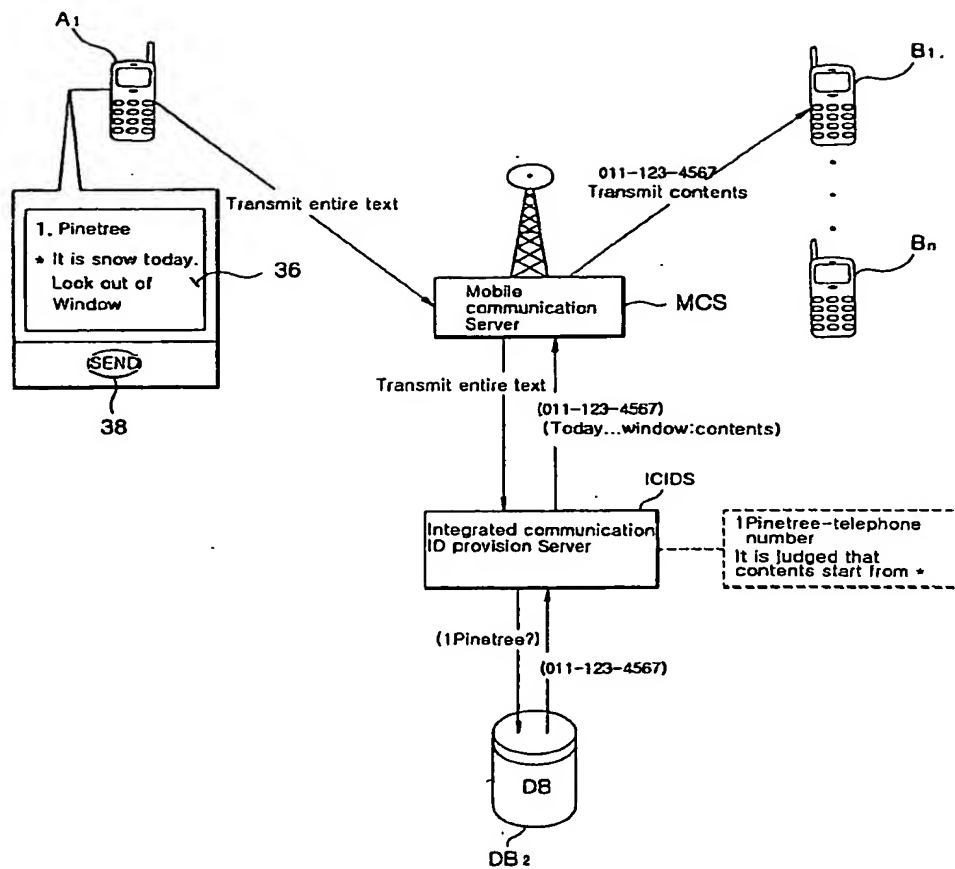 A1
B1.
Transmit entire text
011-123-4567
Transmit contents
1. Pinetree
* It is snow today.
Look out of
Window
36
SEND
38
Mobile
communication
Server
MCS
Bn
Transmit entire text
(011-123-4567)
(Today...window:contents)
ICIDS
Integrated communication
ID provision Server
1Pinetree-telephone
number
It is judged that
contents start from *
(1Pinetree?)
(011-123-4567)
DB
DB2